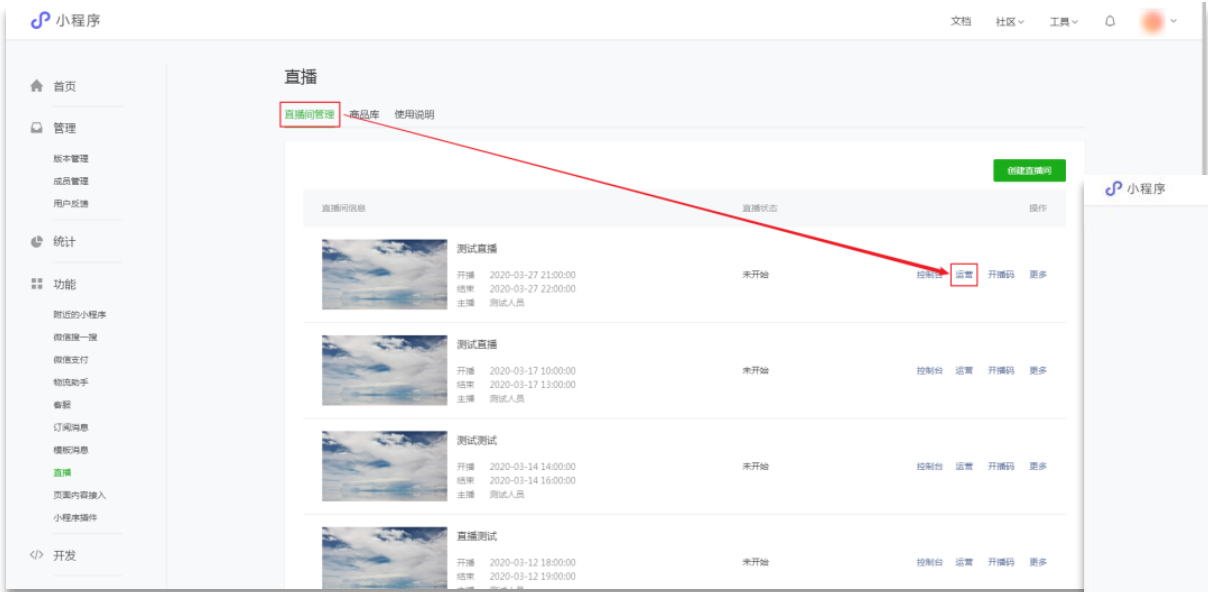 小程序
文档 社区 工具
首页
管理
版本管理
成员管理
用户反馈
统计
功能
附近的小程序
微信搜一搜
微信支付
物流助手
客服
订阅消息
模板消息
直播
页面内容接入
小程序插件
开发
直播
直播间管理 商品库 使用说明
创建直播间
直播间信息 直播状态 操作
测试直播
开播 2020-03-27 21:00:00
结束 2020-03-27 22:00:00
主播 测试人员
未开始
控制台 运营 开播码 更多
测试直播
开播 2020-03-17 10:00:00
结束 2020-03-17 13:00:00
主播 测试人员
未开始
控制台 运营 开播码 更多
测试测试
开播 2020-03-14 14:00:00
结束 2020-03-14 16:00:00
主播 测试人员
未开始
控制台 运营 开播码 更多
直播测试
开播 2020-03-12 18:00:00
结束 2020-03-12 19:00:00
未开始
控制台 运营 开播码 更多
小程序